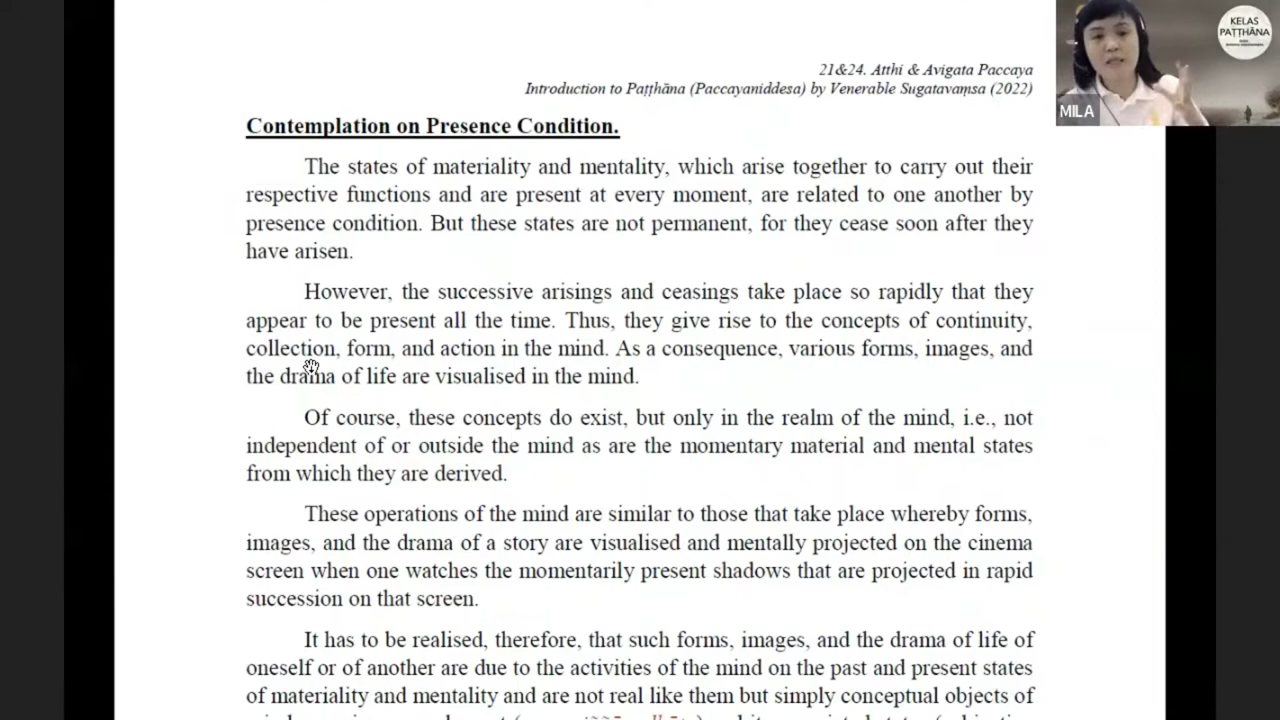 21&24. Atthi & Avigata Paccaya
Introduction to Paṭṭhāna (Paccayaniddesa) by Venerable Sugatavaṃsa (2022)
Contemplation on Presence Condition.
The states of materiality and mentality, which arise together to carry out their
respective functions and are present at every moment, are related to one another by
presence condition. But these states are not permanent, for they cease soon after they
have arisen.
However, the successive arisings and ceasings take place so rapidly that they
appear to be present all the time. Thus, they give rise to the concepts of continuity,
collection, form, and action in the mind. As a consequence, various forms, images, and
the drama of life are visualised in the mind.
Of course, these concepts do exist, but only in the realm of the mind, i.e., not
independent of or outside the mind as are the momentary material and mental states
from which they are derived.
These operations of the mind are similar to those that take place whereby forms,
images, and the drama of a story are visualised and mentally projected on the cinema
screen when one watches the momentarily present shadows that are projected in rapid
succession on that screen.
It has to be realised, therefore, that such forms, images, and the drama of life of
oneself or of another are due to the activities of the mind on the past and present states
of materiality and mentality and are not real like them but simply conceptual objects of
MILA
KELAS
PAṬṬHĀNA